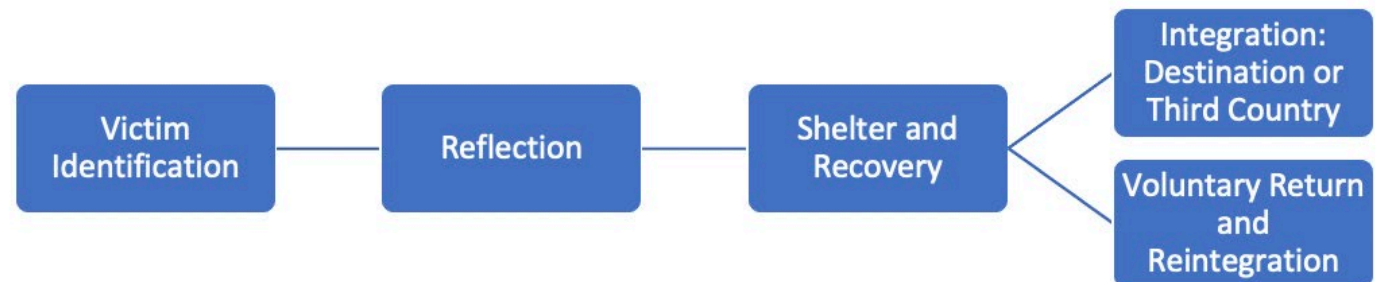 Victim
Identification
Reflection
Shelter and
Recovery
Integration:
Destination or
Third Country
Voluntary Return
and
Reintegration